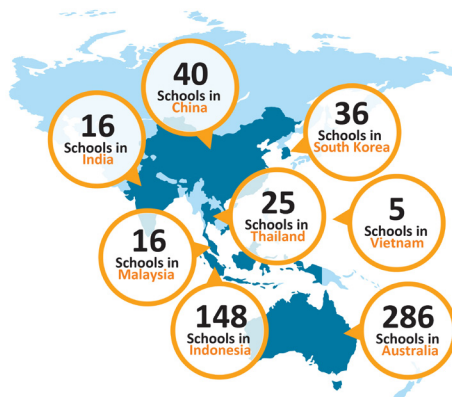 40
Schools in
China
16
Schools in
India
36
Schools in
South Korea
25
Schools in
Thailand
5
Schools in
Vietnam
16
Schools in
Malaysia
148
Schools in
Indonesia
286
Schools in
Australia